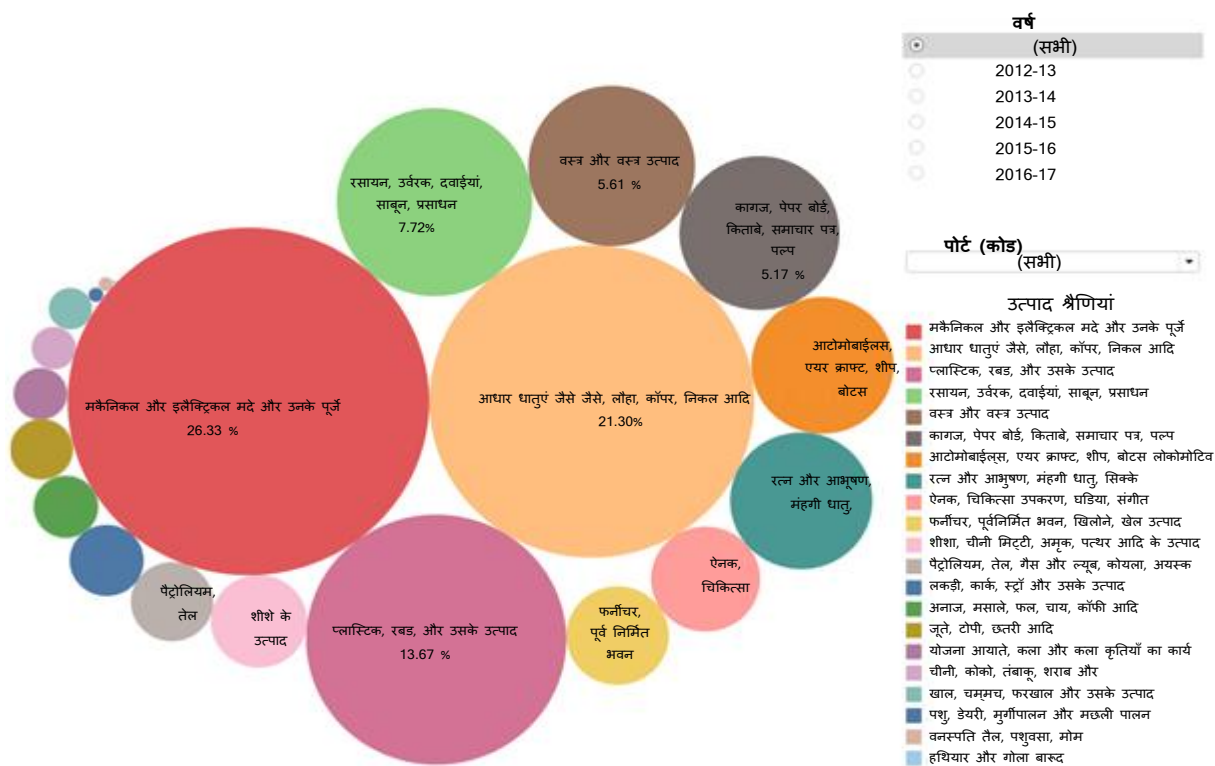 वर्ष
(सभी)
2012-13
2013-14
2014-15
2015-16
2016-17
पोर्ट (कोड)
(सभी)
उत्पाद श्रैणियां
मकैनिकल और इलैक्ट्रिकल मदे और उनके पूर्जे
आधार धातुएं जैसे, लौहा, कॉपर, निकल आदि
प्लास्टिक, रबड, और उसके उत्पाद
रसायन, उर्वरक, दवाईयां, साबून, प्रसाधन
वस्त्र और वस्त्र उत्पाद
कागज, पेपर बोर्ड, किताबे, समाचार पत्र, पल्प
आटोमोबाईल्स, एयर क्राफ्ट, शीप, बोटस लोकोमोटिव
रत्न और आभुषण, मंहगी धातु, सिक्के
ऐनक, चिकित्सा उपकरण, घडिया, संगीत
फर्नीचर, पूर्वनिर्मित भवन, खिलोने, खेल उत्पाद
शीशा, चीनी मिट्टी, अमृक, पत्थर आदि के उत्पाद
पैट्रोलियम, तेल, गैस और ल्यूब, कोयला, अयस्क
लकड़ी, कार्क, स्ट्रॉ और उसके उत्पाद
अनाज, मसाले, फल, चाय, कॉफी आदि
जूते, टोपी, छतरी आदि
योजना आयाते, कला और कला कृतियाँ का कार्य
चीनी, कोको, तंबाकू, शराब और
खाल, चम्मच, फरखाल और उसके उत्पाद
पशु, डेयरी, मुर्गीपालन और मछली पालन
वनस्पति तैल, पशुवसा, मोम
हथियार और गोला बारूद
वस्त्र और वस्त्र उत्पाद
5.61 %
रसायन, उर्वरक, दवाईयां,
साबून, प्रसाधन
7.72%
कागज, पेपर बोर्ड,
किताबे, समाचार पत्र,
पल्प
5.17 %
आटोमोबाईलस,
एयर क्राफ्ट, शीप,
बोटस
मकैनिकल और इलैक्ट्रिकल मदे और उनके पूर्जे
26.33 %
आधार धातुएं जैसे जैसे, लौहा, कॉपर, निकल आदि
21.30%
रत्न और आभूषण,
मंहगी धातु,
ऐनक,
चिकित्सा
पैट्रोलियम,
तेल
शीशे के
उत्पाद
प्लास्टिक, रबड, और उसके उत्पाद
13.67 %
फर्नीचर,
पूर्व निर्मित
भवन